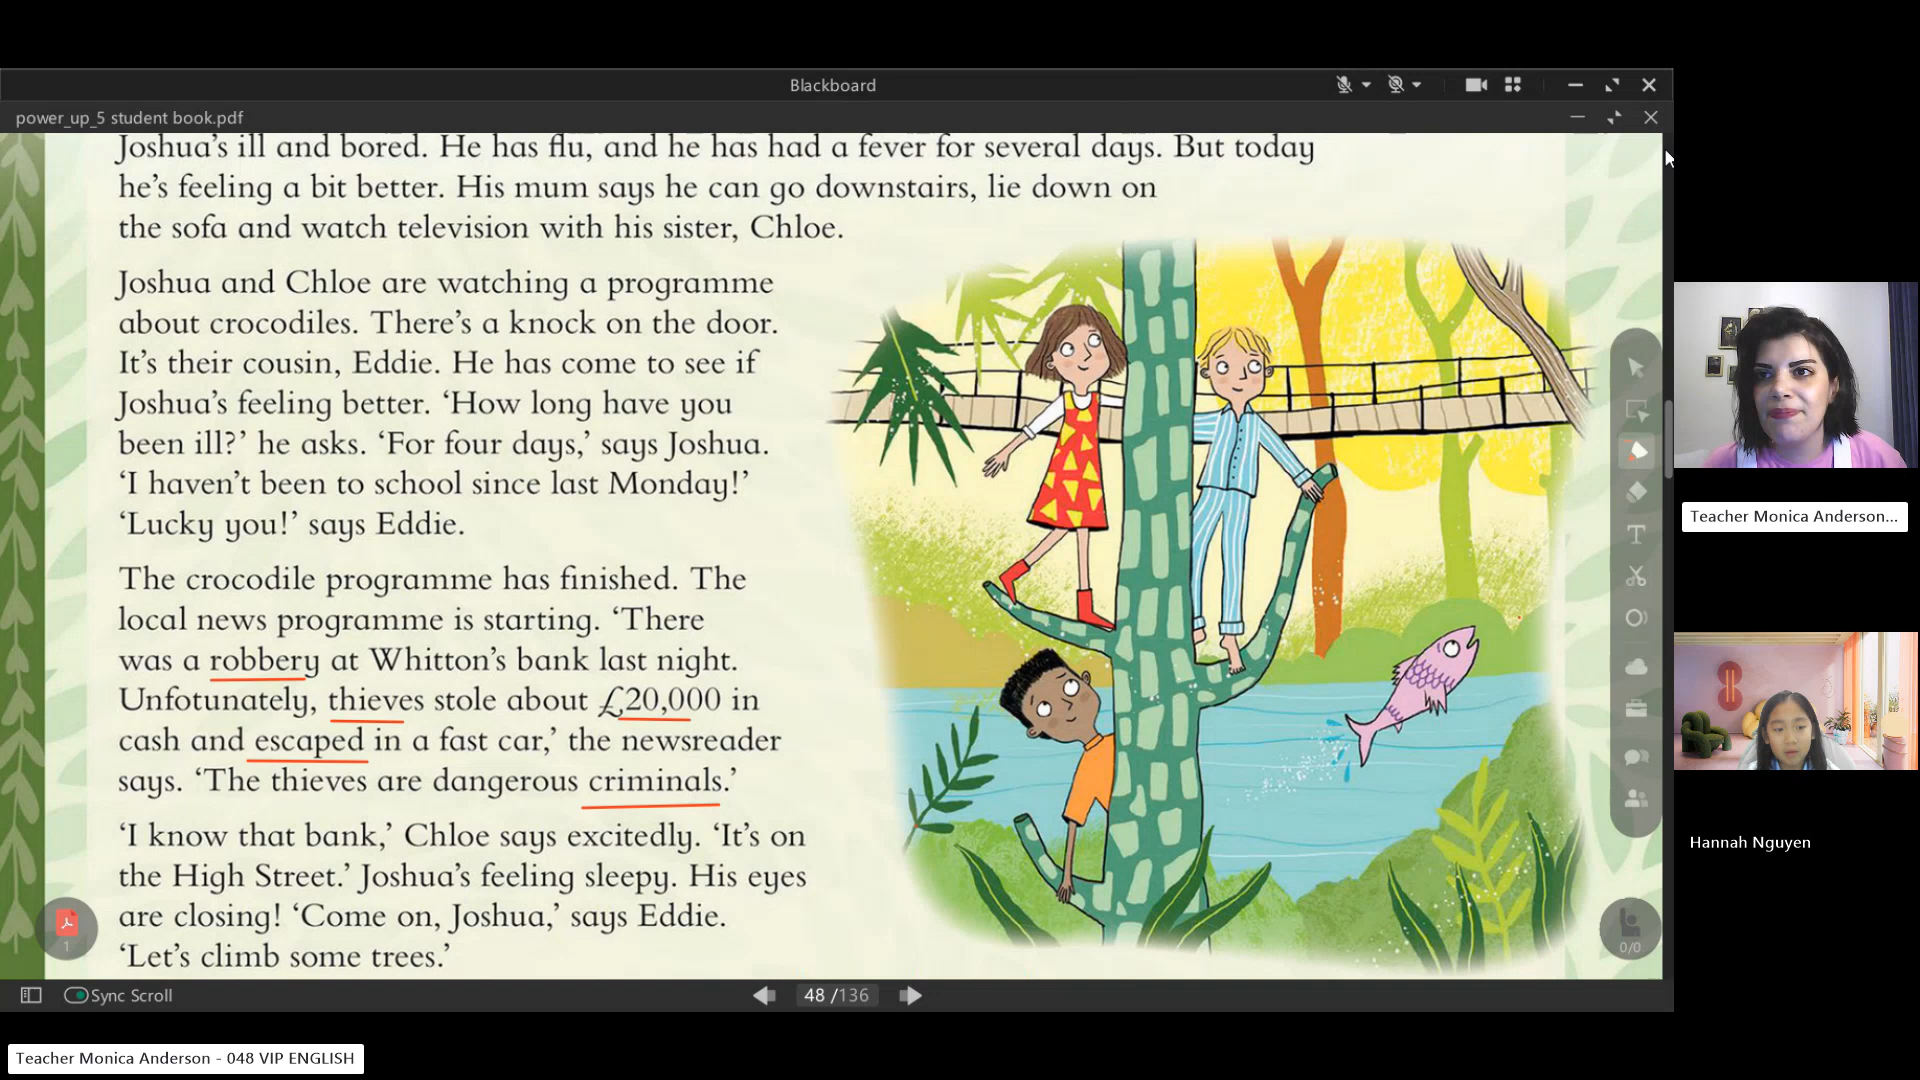 Blackboard
power_up_5 student book.pdf
Joshua's ill and bored. He has flu, and he has had a fever for several days. But today
he's feeling a bit better. His mum says he can go downstairs, lie down on
the sofa and watch television with his sister, Chloe.
Joshua and Chloe are watching a programme
about crocodiles. There's a knock on the door.
It's their cousin, Eddie. He has come to see if
Joshua's feeling better. ‘How long have you
been ill?’ he asks. ‘For four days,’ says Joshua.
‘I haven't been to school since last Monday!’
‘Lucky you!’ says Eddie.
The crocodile programme has finished. The
local news programme is starting. ‘There
was a robbery at Whitton's bank last night.
Unfotunately, thieves stole about £20,000 in
cash and escaped in a fast car,’ the newsreader
says. ‘The thieves are dangerous criminals.’
‘I know that bank,’ Chloe says excitedly. ‘It's on
the High Street.’ Joshua's feeling sleepy. His eyes
are closing! ‘Come on, Joshua,’ says Eddie.
‘Let's climb some trees.’
1
0/0
Sync Scroll
48 /136
Teacher Monica Anderson...
Hannah Nguyen
Teacher Monica Anderson - 048 VIP ENGLISH